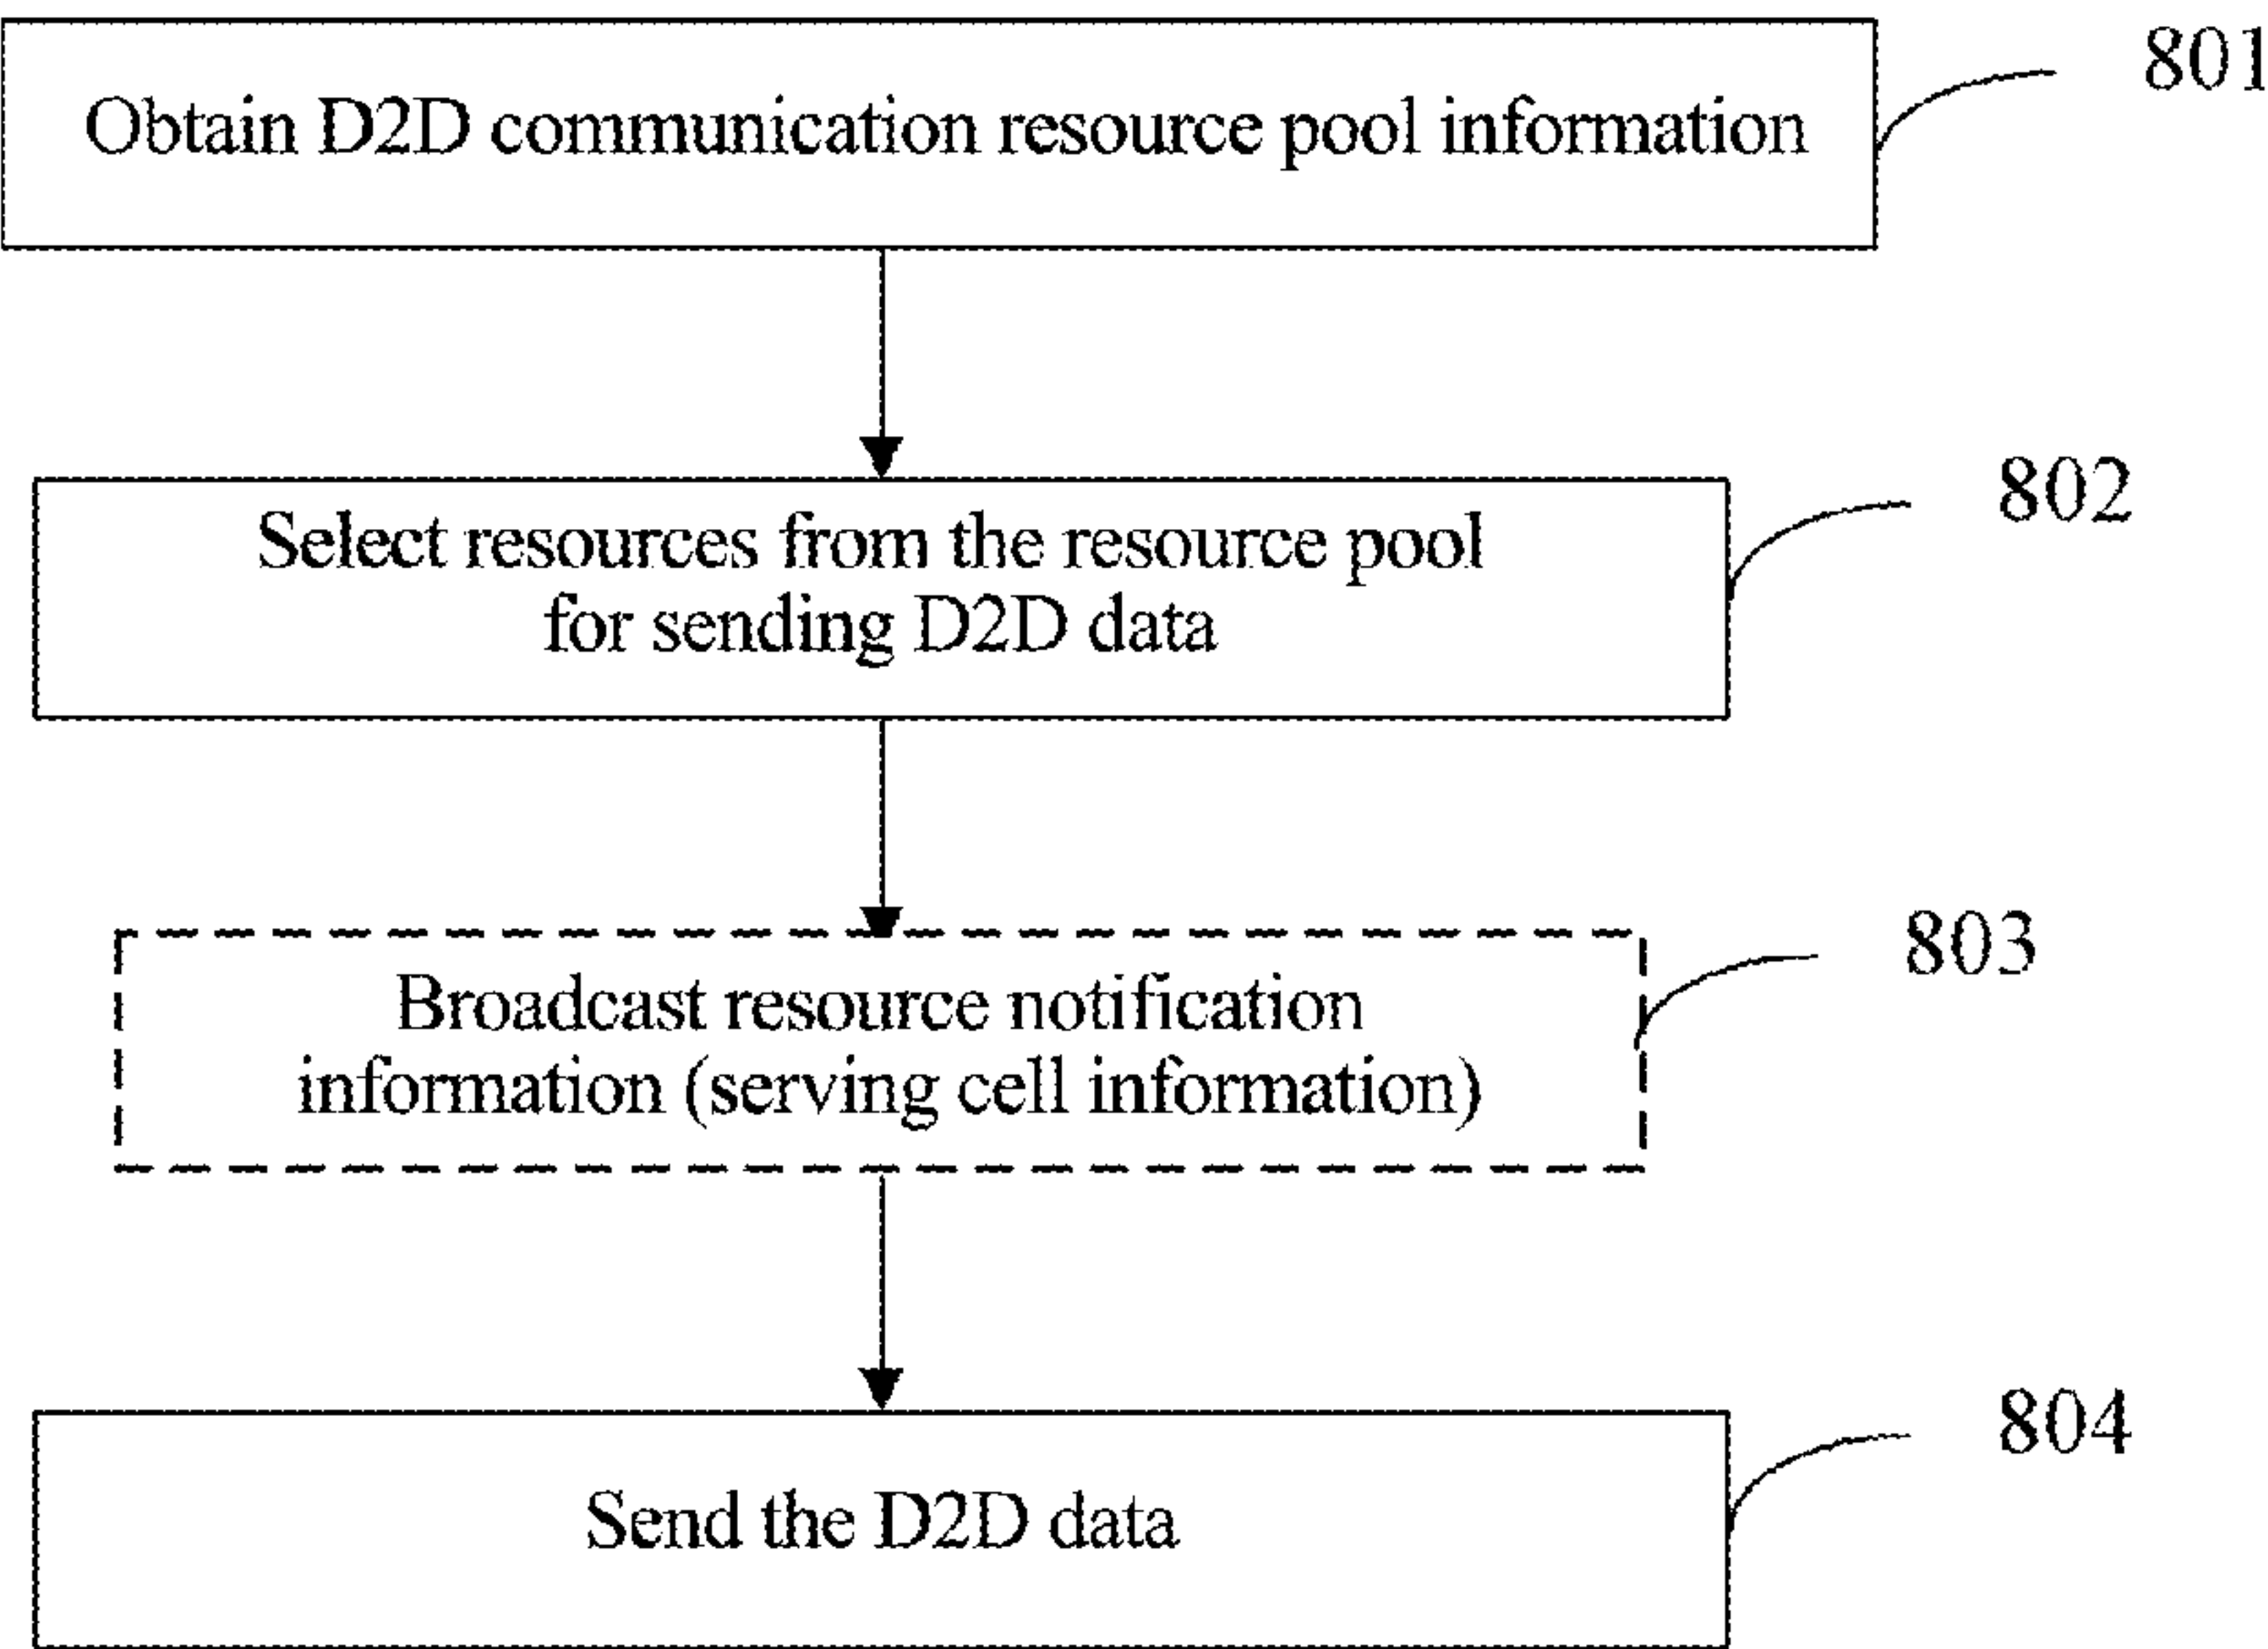 801
Obtain D2D communication resource pool information
802
Select resources from the resource pool
for sending D2D data
803
Broadcast resource notification
information (serving cell information)
804
Send the D2D data